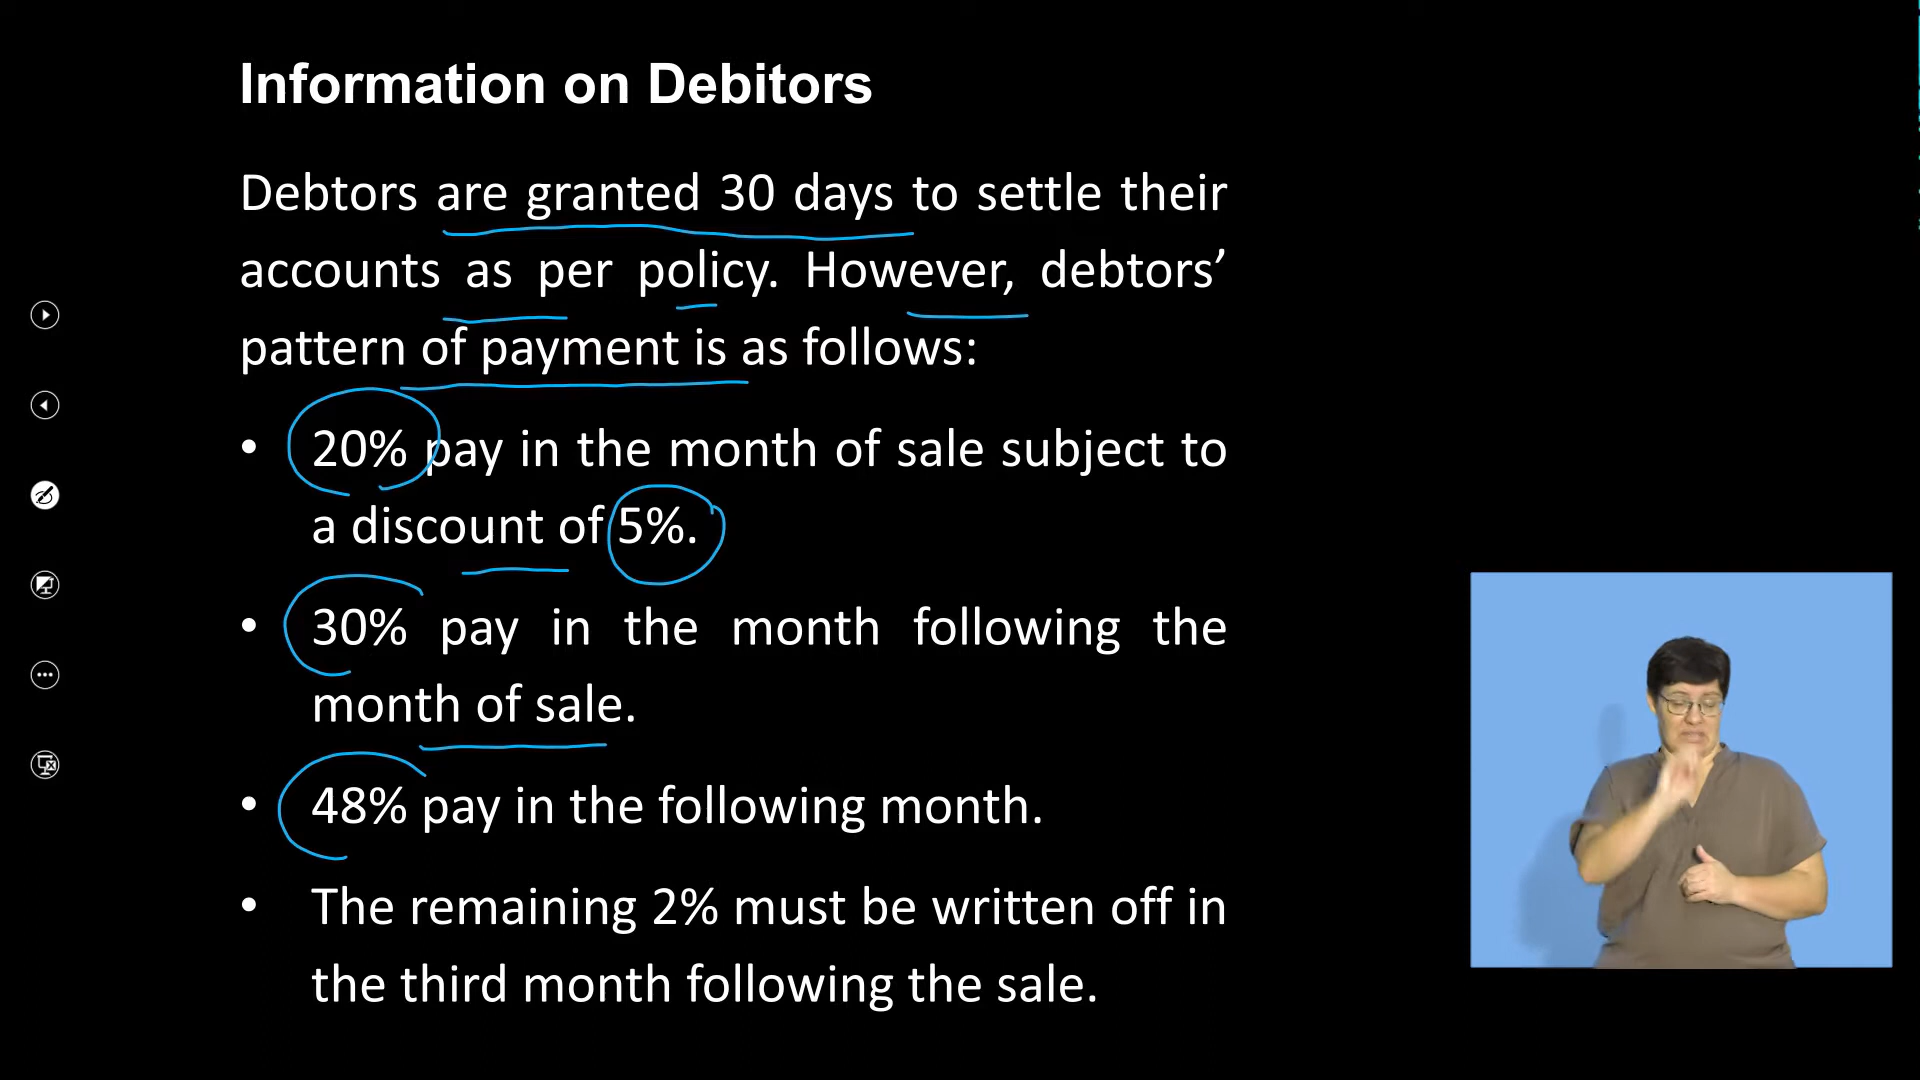 Information on Debitors
Debtors are granted 30 days to settle their
accounts as per policy. However, debtors’
pattern of payment is as follows:
• 20% pay in the month of sale subject to
a discount of 5%.
• 30% pay in the month following the
month of sale.
• 48% pay in the following month.
• The remaining 2% must be written off in
the third month following the sale.